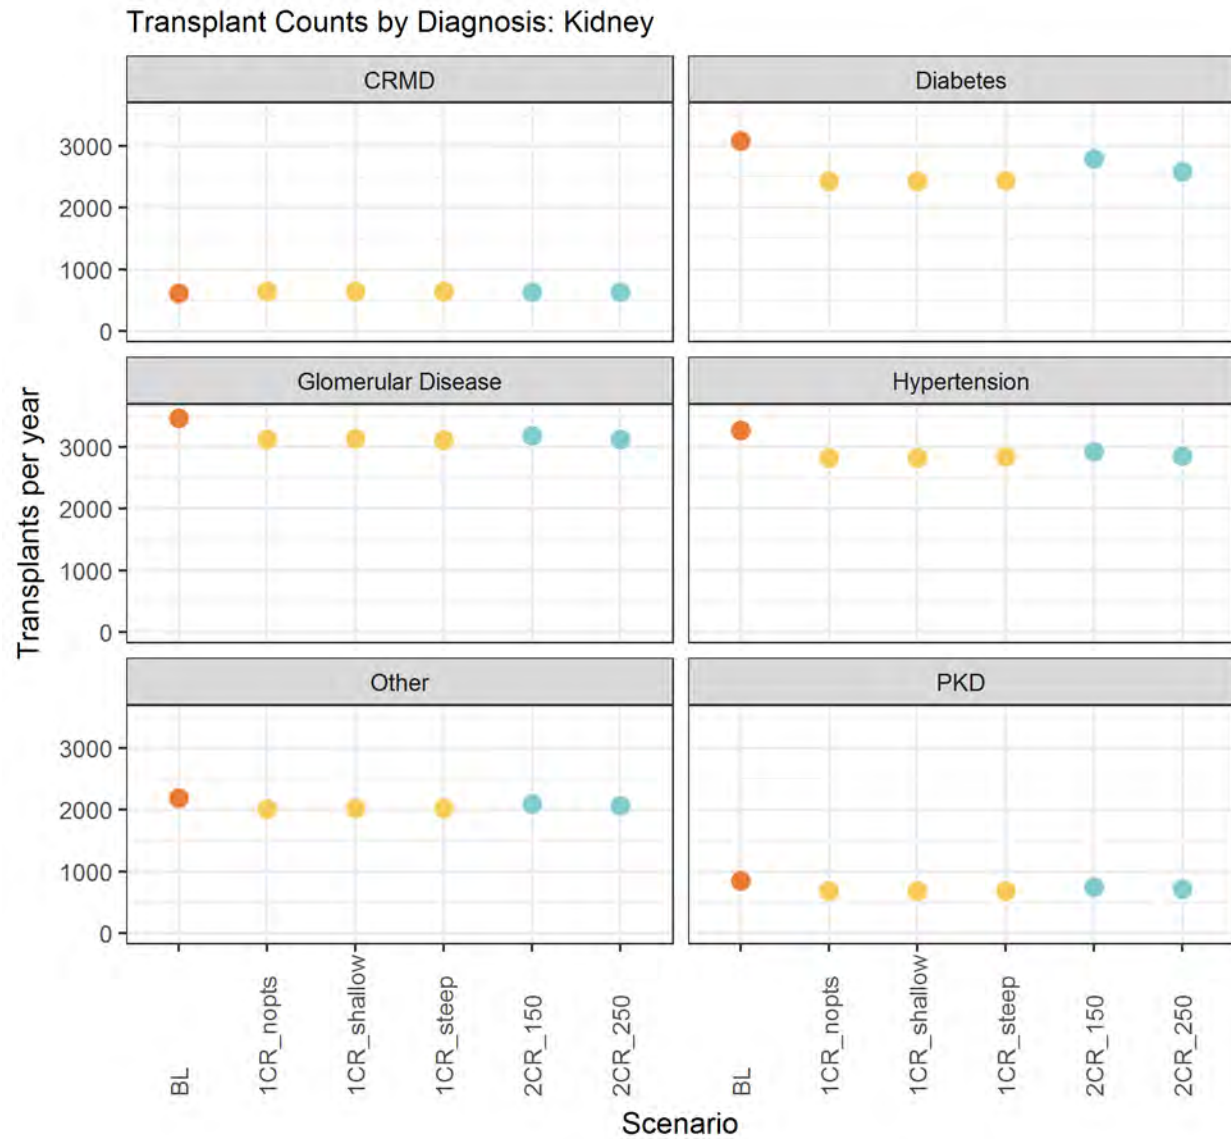 Transplant Counts by Diagnosis: Kidney
CRMD
Diabetes
3000
2000
1000
0
Glomerular Disease
Hypertension
3000
2000
1000
0
Transplants per year
Other
PKD
3000
2000
1000
0
BL
1CR_nopts
1CR_shallow
1CR_steep
2CR_150
2CR_250
BL
1CR_nopts
1CR_shallow
1CR_steep
2CR_150
2CR_250
Scenario